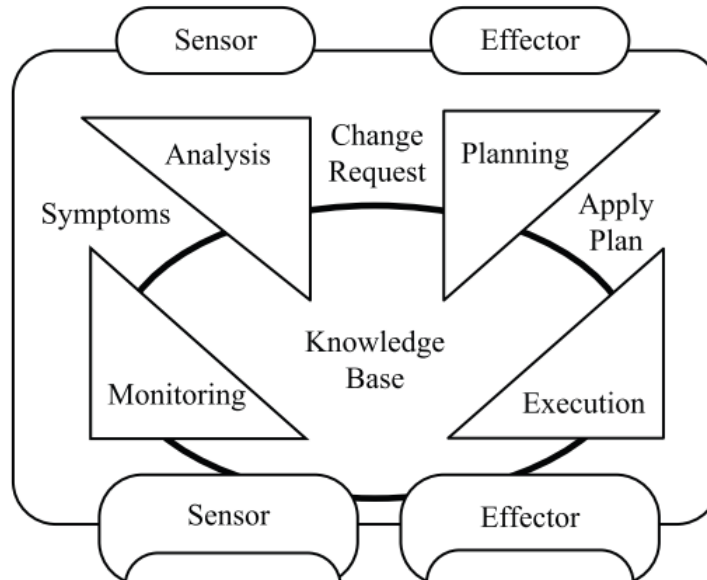 Sensor
Effector
Analysis
Change
Request
Planning
Symptoms
Apply
Plan
Knowledge
Base
Monitoring
Execution
Sensor
Effector